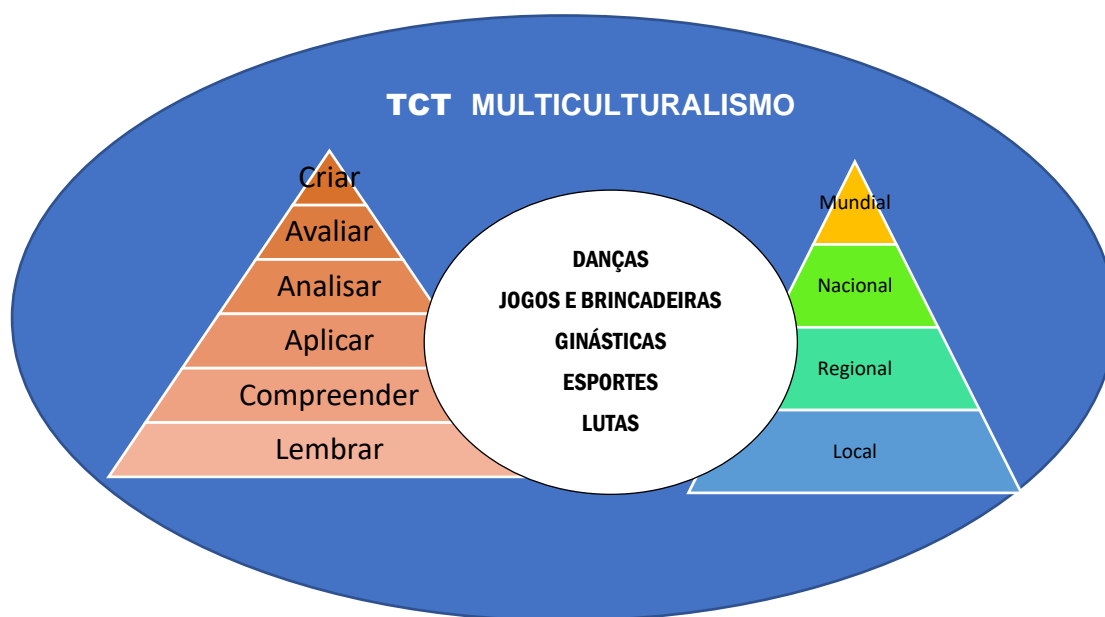 TCT MULTICULTURALISMO
Criar
Avaliar
Analisar
Aplicar
Compreender
Lembrar
DANÇAS
JOGOS E BRINCADEIRAS
GINÁSTICAS
ESPORTES
LUTAS
Mundial
Nacional
Regional
Local